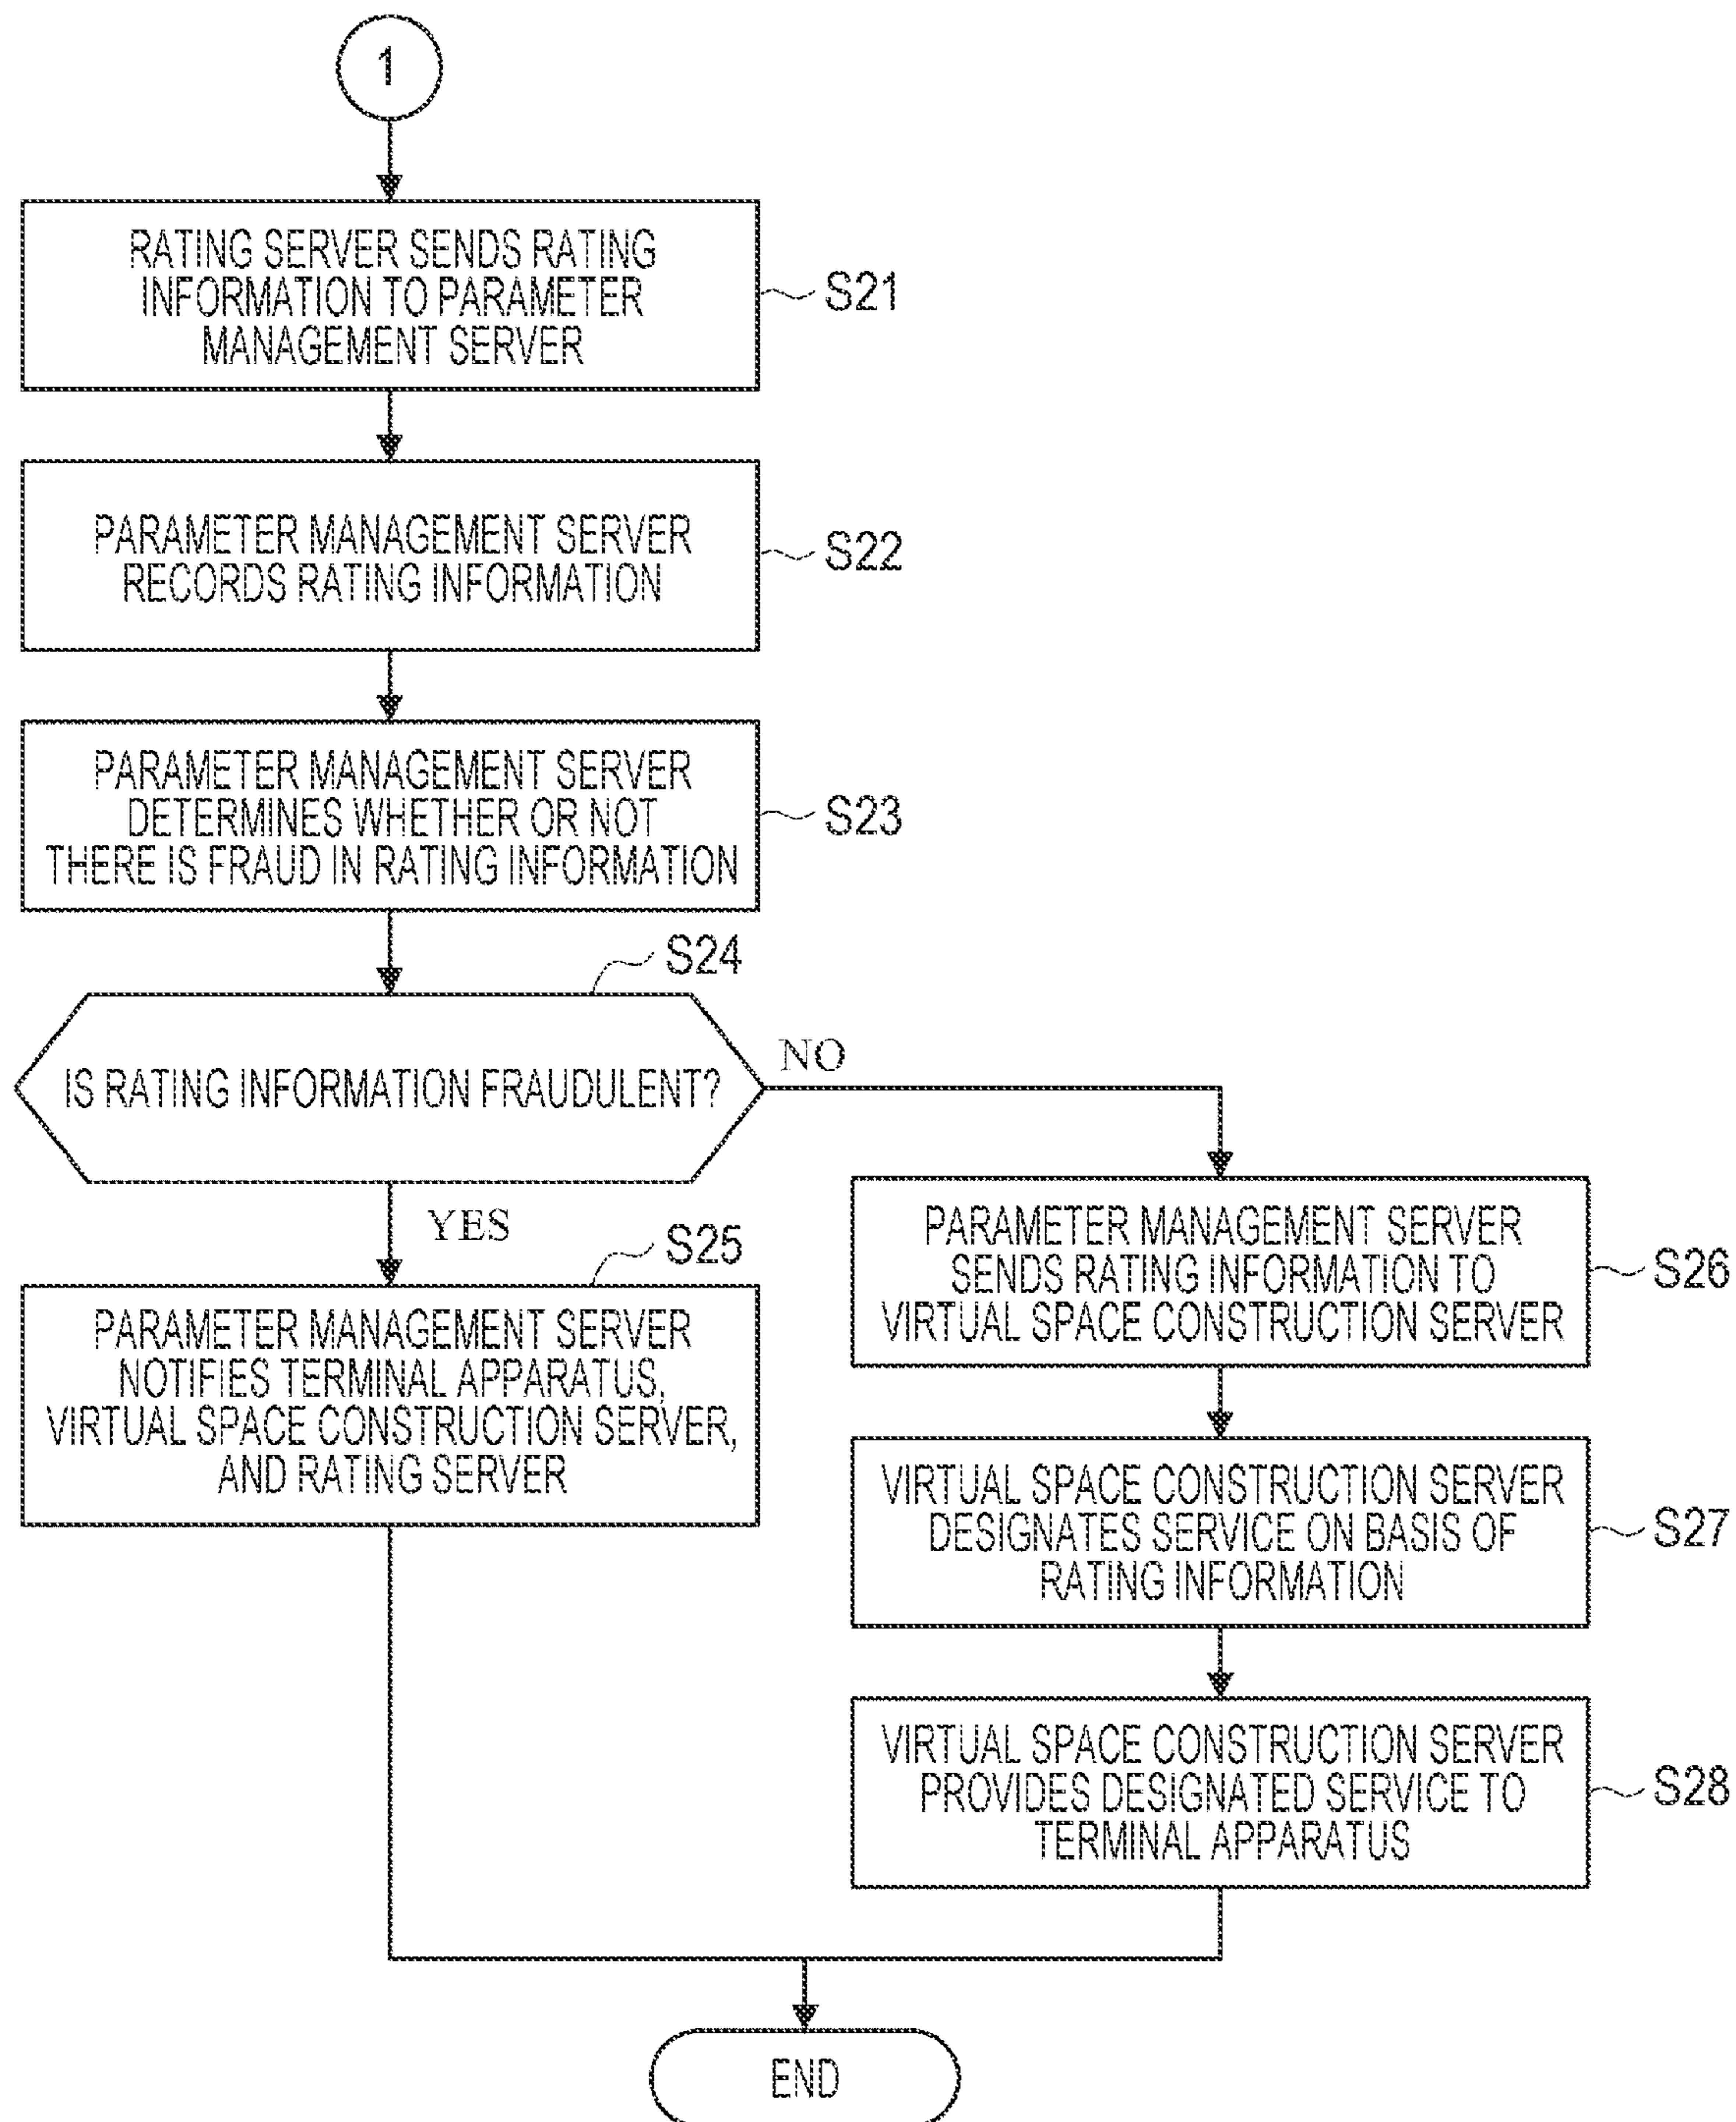 1
RATING SERVER SENDS RATING
INFORMATION TO PARAMETER
MANAGEMENT SERVER
S21
PARAMETER MANAGEMENT SERVER
RECORDS RATING INFORMATION
S22
PARAMETER MANAGEMENT SERVER
DETERMINES WHETHER OR NOT
THERE IS FRAUD IN RATING INFORMATION
S23
S24
IS RATING INFORMATION FRAUDULENT?
NO
YES
S25
PARAMETER MANAGEMENT SERVER
NOTIFIES TERMINAL APPARATUS,
VIRTUAL SPACE CONSTRUCTION SERVER,
AND RATING SERVER
PARAMETER MANAGEMENT SERVER
SENDS RATING INFORMATION TO
VIRTUAL SPACE CONSTRUCTION SERVER
S26
VIRTUAL SPACE CONSTRUCTION SERVER
DESIGNATES SERVICE ON BASIS OF
RATING INFORMATION
S27
VIRTUAL SPACE CONSTRUCTION SERVER
PROVIDES DESIGNATED SERVICE TO
TERMINAL APPARATUS
S28
END